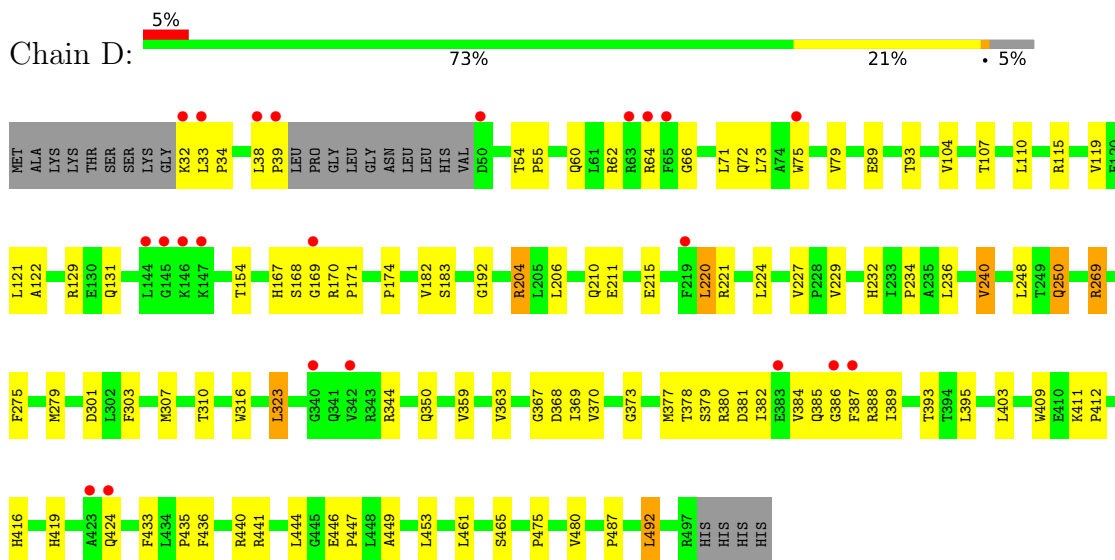 5%
Chain D:
73% 21% • 5%
MET ALA LYS LYS THR SER SER LYS GLY K32 L33 P34 L38 P39 LEU PRO GLY LEU GLY ASN LEU LEU HIS VAL D50 T54 P55 Q60 L61 R62 R63 R64 F65 G66 L71 Q72 L73 A74 W75 V79 E89 T93 V104 T107 L110 R115 V119
L121 A122 R129 E130 Q131 L144 G145 K146 K147 T154 H167 S168 G169 R170 P171 P174 V182 S183 G192 R204 L205 L206 Q210 E211 E215 F219 L220 R221 L224 V227 P228 V229 H232 I233 P234 A235 L236 V240 L248 T249 Q250 R269
F275 M279 D301 L302 F303 M307 T310 W316 L323 G340 Q341 V342 R343 R344 Q350 V359 V363 G367 D368 I369 V370 G373 M377 T378 S379 R380 D381 I382 E383 V384 Q385 G386 F387 R388 I389 T393 T394 L395 L403 W409 E410 K411 P412
H416 H419 A423 Q424 F433 L434 P435 F436 R440 R441 L444 G445 E446 P447 L448 A449 L453 L461 S465 P475 V480 P487 L492 R497 HIS HIS HIS HIS